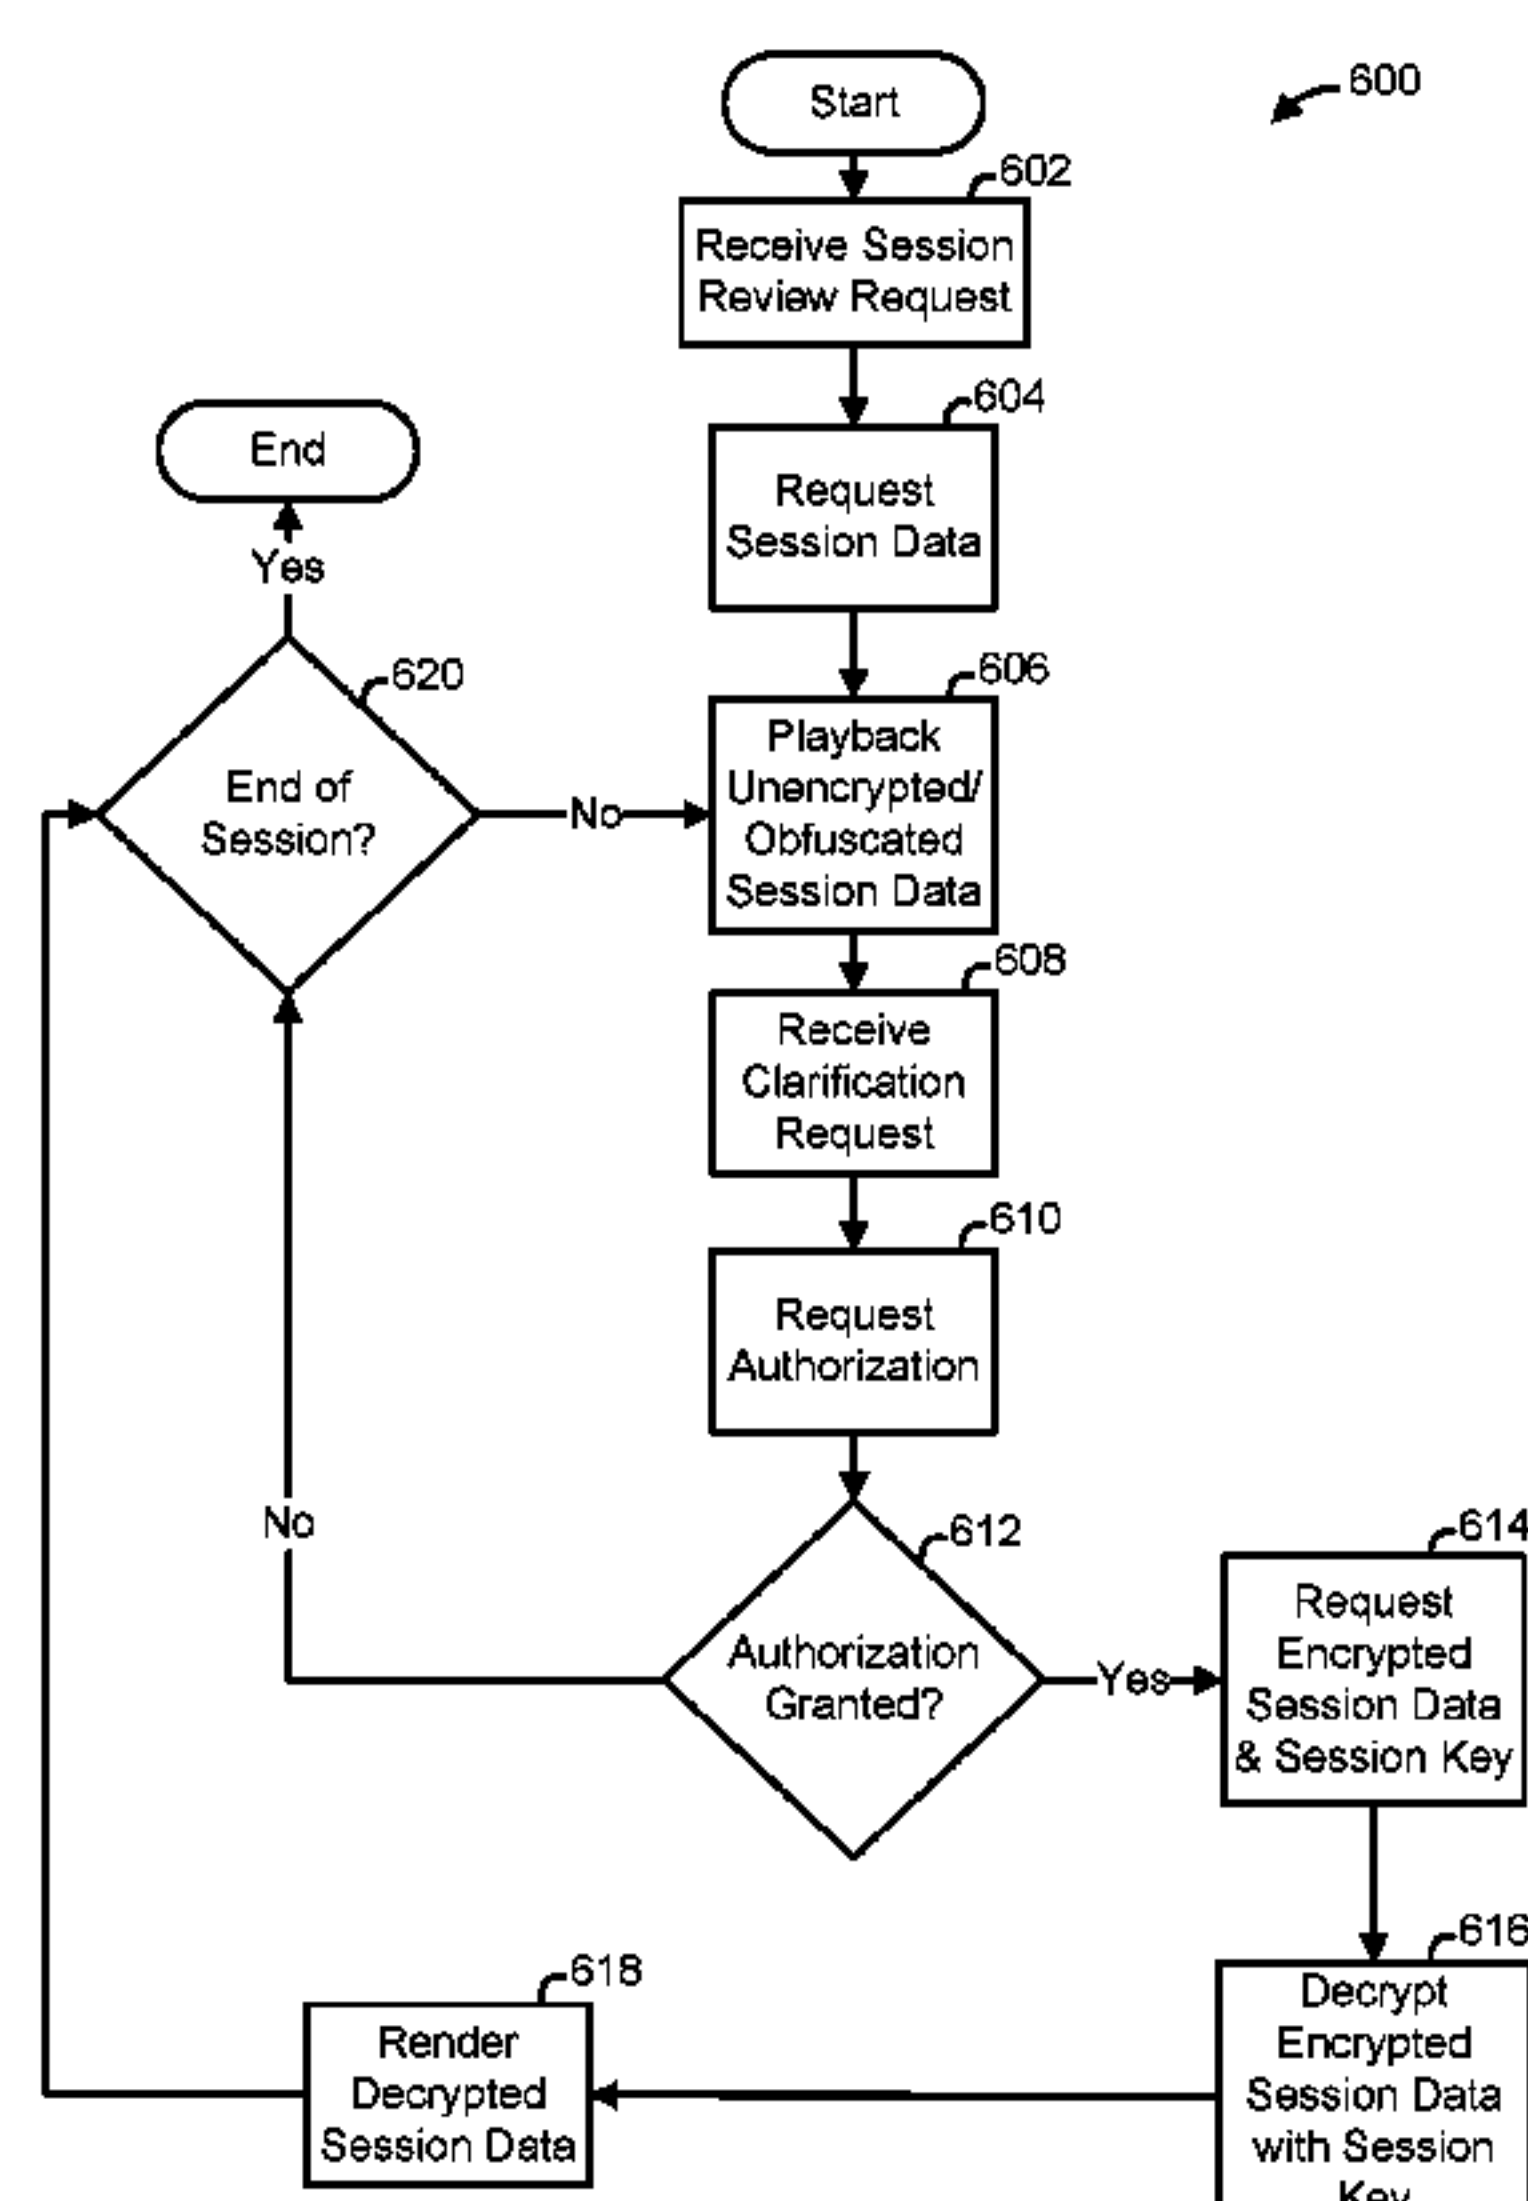 Start
600
602
Receive Session
Review Request
604
Request
Session Data
End
Yes
620
End of
Session?
No
606
Playback
Unencrypted/
Obfuscated
Session Data
608
Receive
Clarification
Request
610
Request
Authorization
612
Authorization
Granted?
No
Yes
614
Request
Encrypted
Session Data
& Session Key
616
Decrypt
Encrypted
Session Data
with Session
Key
618
Render
Decrypted
Session Data